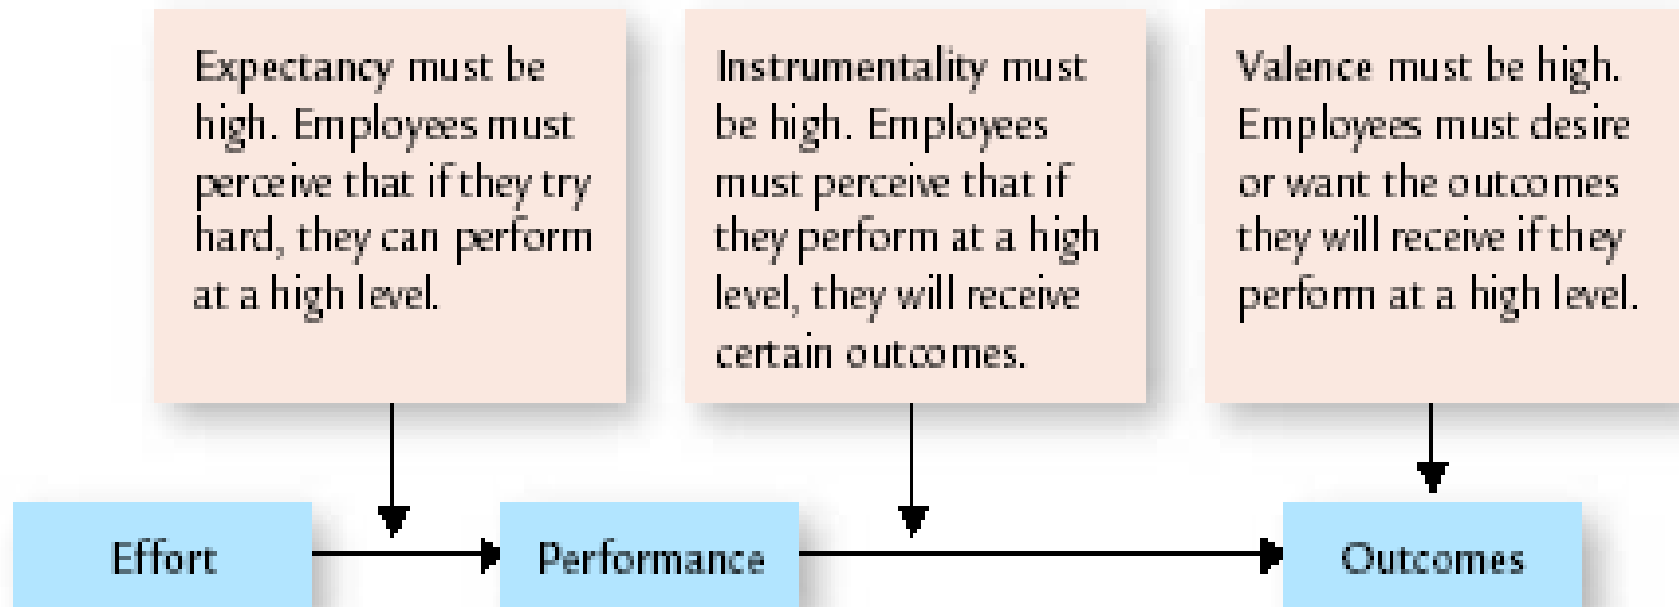 Expectancy must be
high. Employees must
perceive that if they try
hard, they can perform
at a high level.
Instrumentality must
be high. Employees
must perceive that if
they perform at a high
level, they will receive
certain outcomes.
Valence must be high.
Employees must desire
or want the outcomes
they will receive if they
perform at a high level.
Effort
Performance
Outcomes